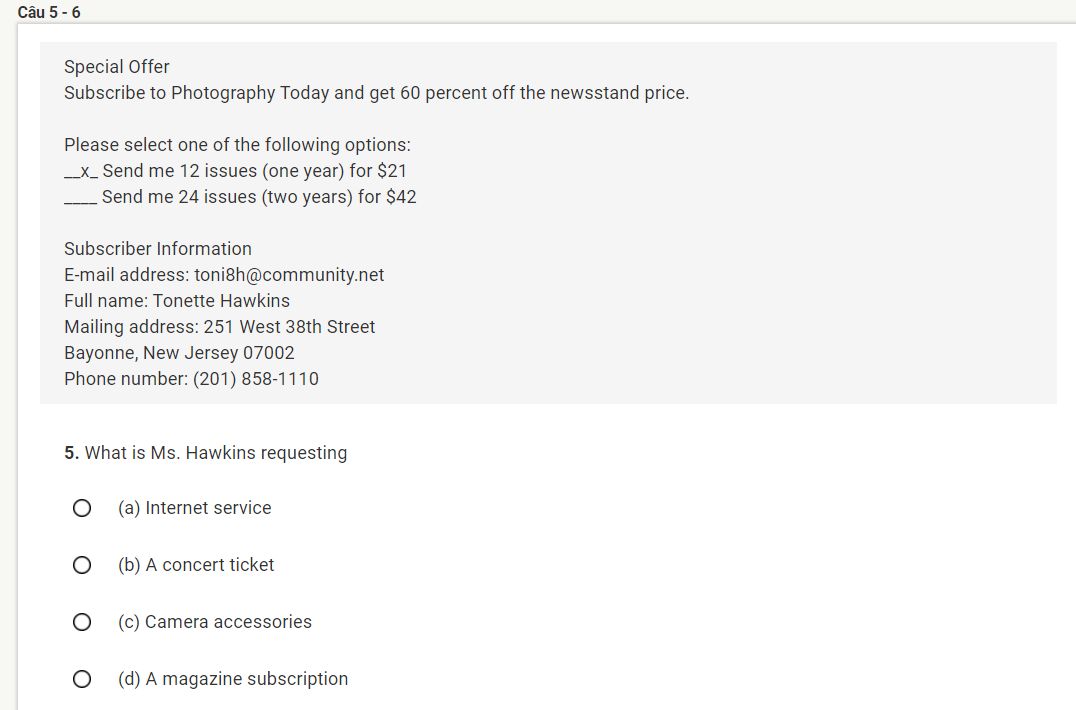 Câu 5 - 6
Special Offer
Subscribe to Photography Today and get 60 percent off the newsstand price.
Please select one of the following options:
__x_ Send me 12 issues (one year) for $21
____ Send me 24 issues (two years) for $42
Subscriber Information
E-mail address: toni8h@community.net
Full name: Tonette Hawkins
Mailing address: 251 West 38th Street
Bayonne, New Jersey 07002
Phone number: (201) 858-1110
5. What is Ms. Hawkins requesting
(a) Internet service
(b) A concert ticket
(c) Camera accessories
(d) A magazine subscription